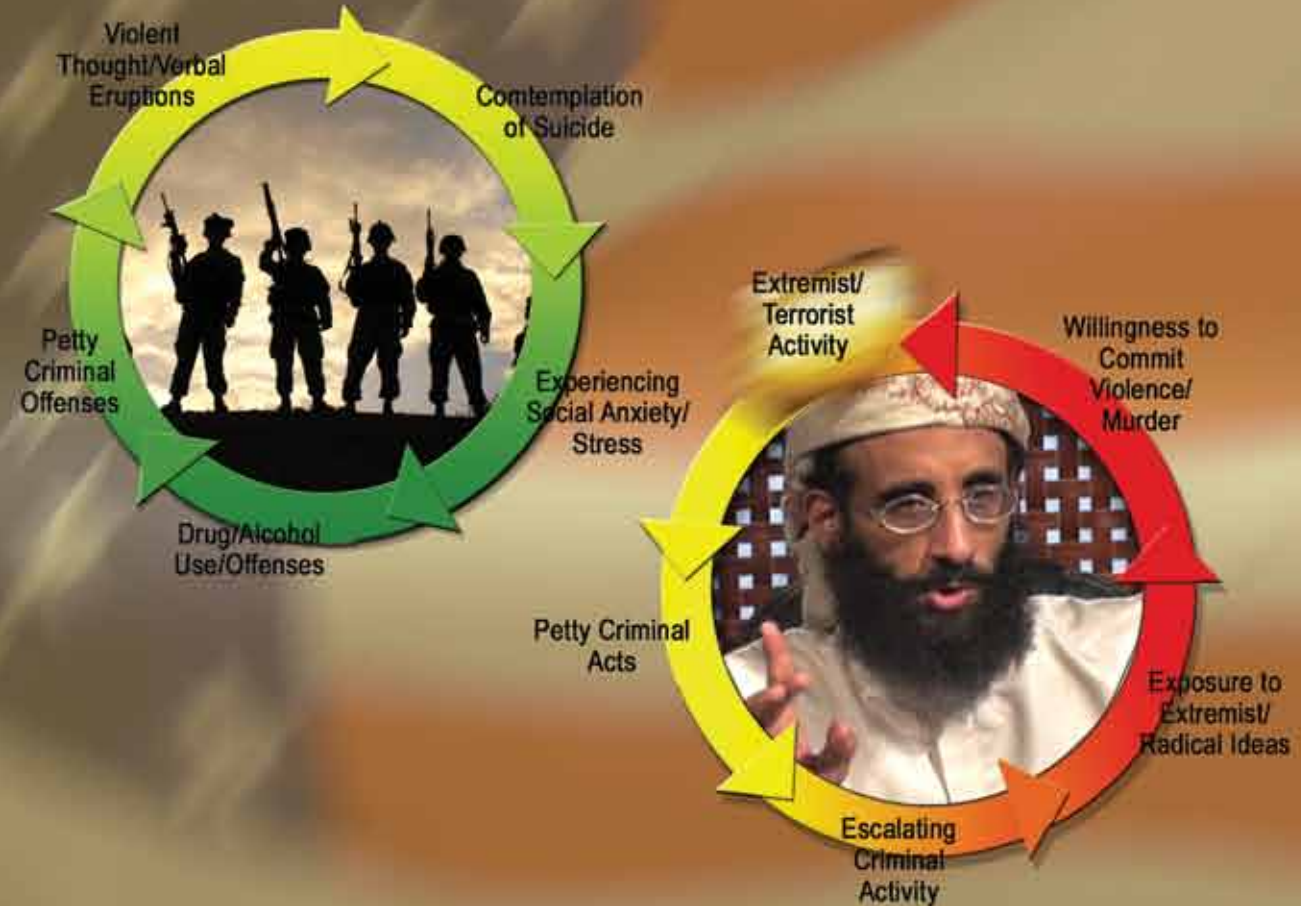 Violent
Thought/Verbal
Eruptions
Comtemplation
of Suicide
Experiencing
Social Anxiety/
Stress
Drug/Alcohol
Use/Offenses
Petty
Criminal
Offenses
Extremist/
Terrorist
Activity
Willingness to
Commit
Violence/
Murder
Exposure to
Extremist/
Radical Ideas
Escalating
Criminal
Activity
Petty Criminal
Acts